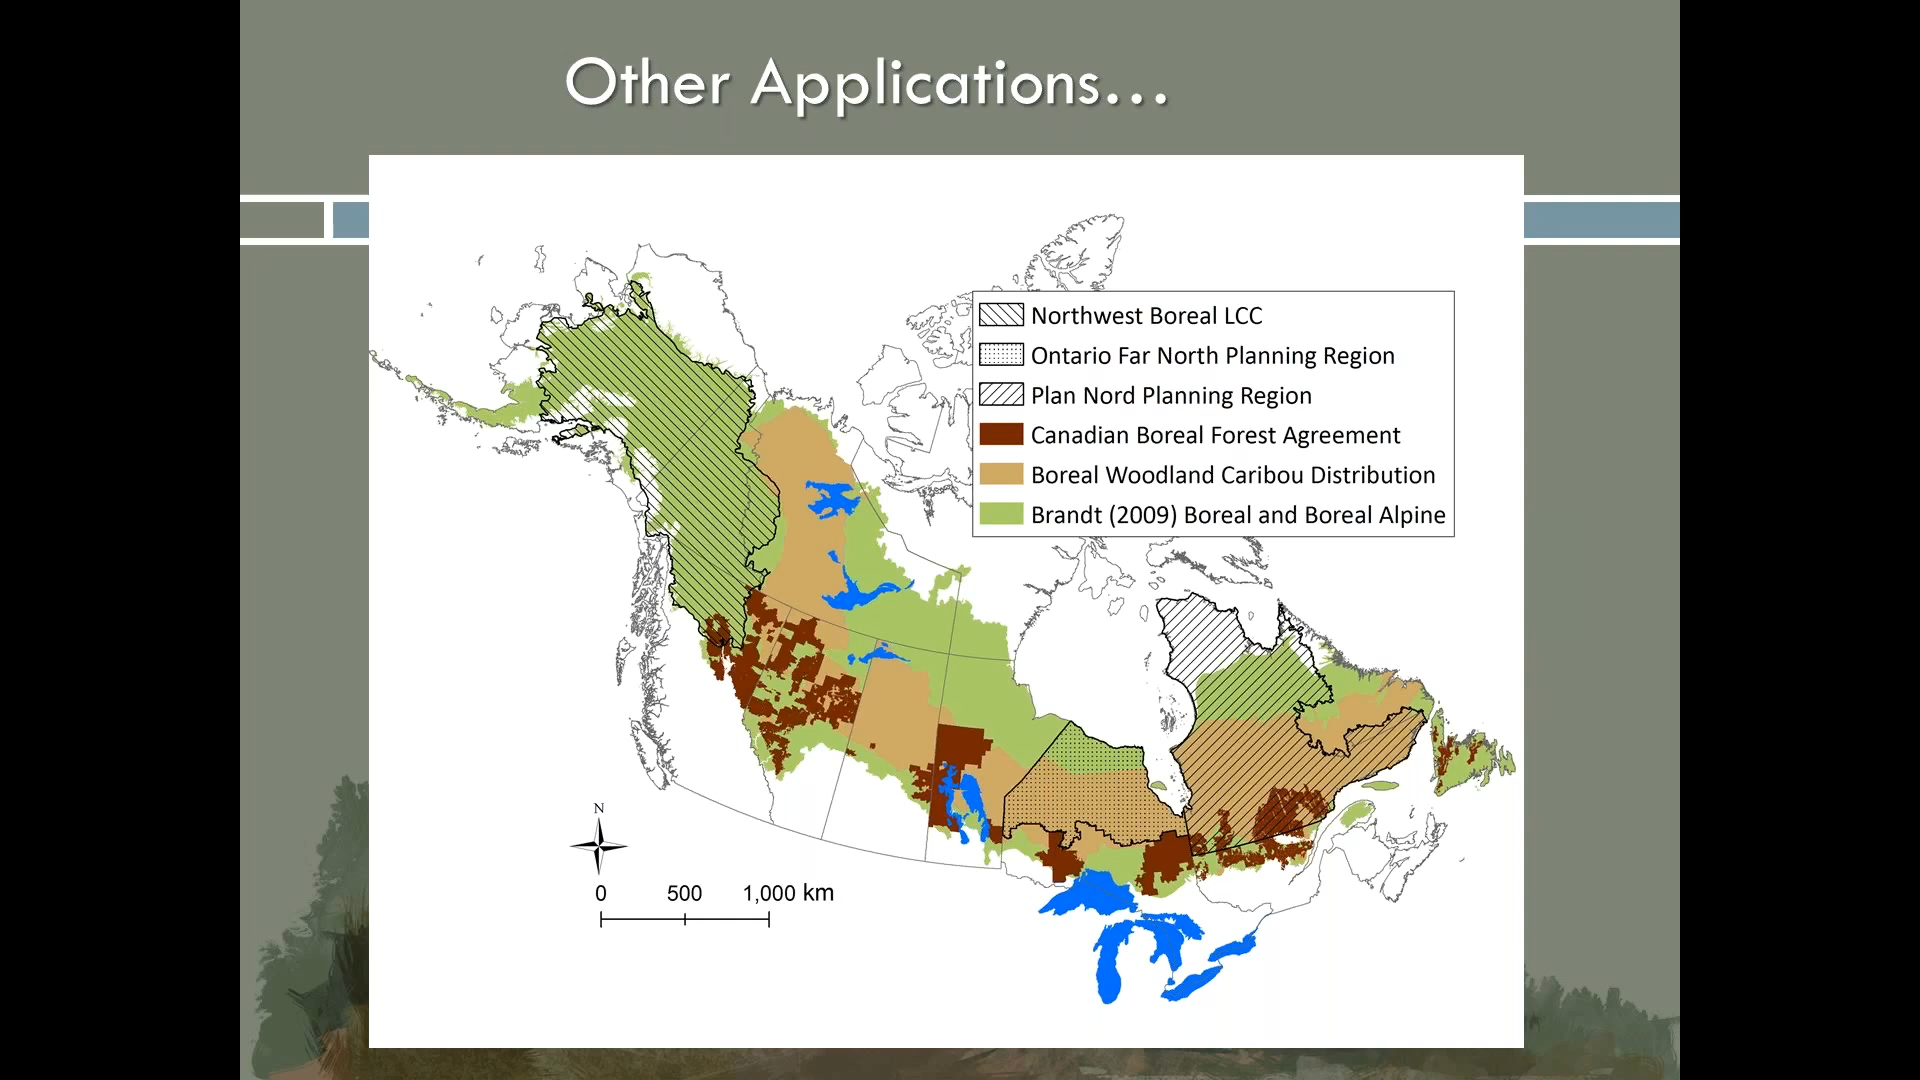 Other Applications…
Northwest Boreal LCC
Ontario Far North Planning Region
Plan Nord Planning Region
Canadian Boreal Forest Agreement
Boreal Woodland Caribou Distribution
Brandt (2009) Boreal and Boreal Alpine
N
0 500 1,000 km